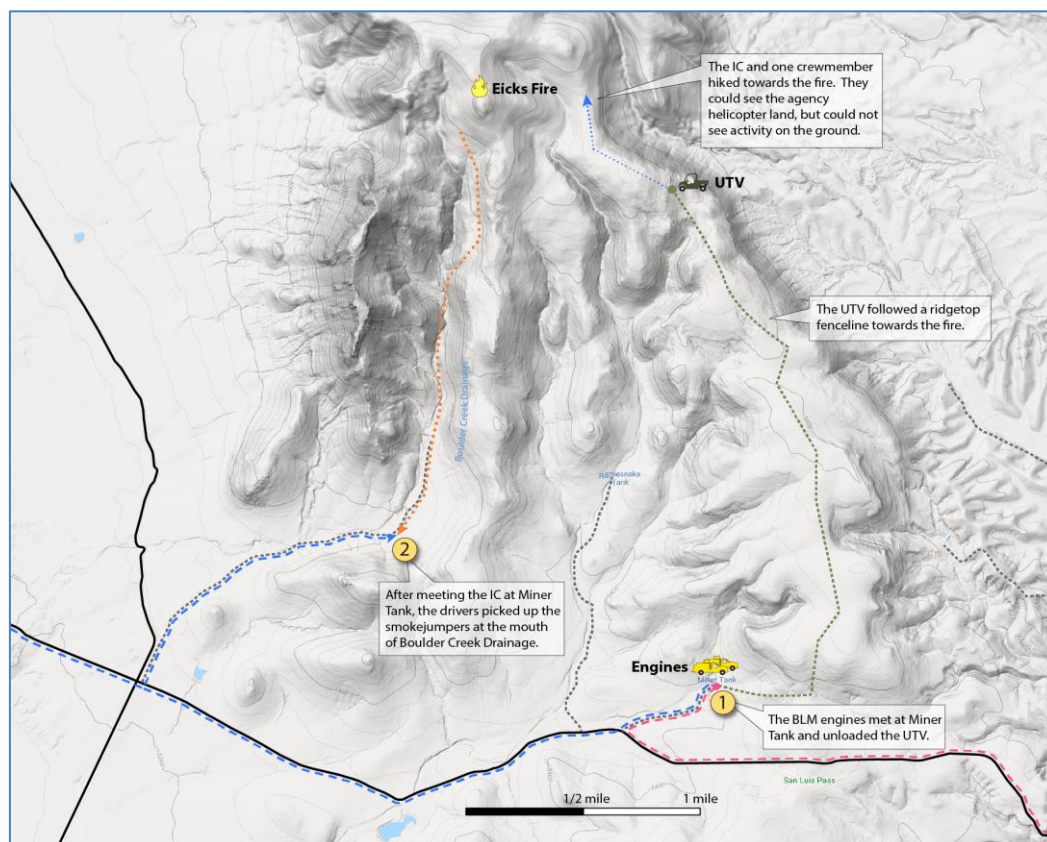 The IC and one crewmember
hiked towards the fire. They
could see the agency
helicopter land, but could not
see activity on the ground.
Eicks Fire
UTV
The UTV followed a ridgetop
fenceline towards the fire.
Boulder Creek Drainage
Rattlesnake
Tank
2
After meeting the IC at Miner
Tank, the drivers picked up the
smokejumpers at the mouth
of Boulder Creek Drainage.
Engines
Miner Tank
1
The BLM engines met at Miner
Tank and unloaded the UTV.
San Luis Pass
1/2 mile
1 mile